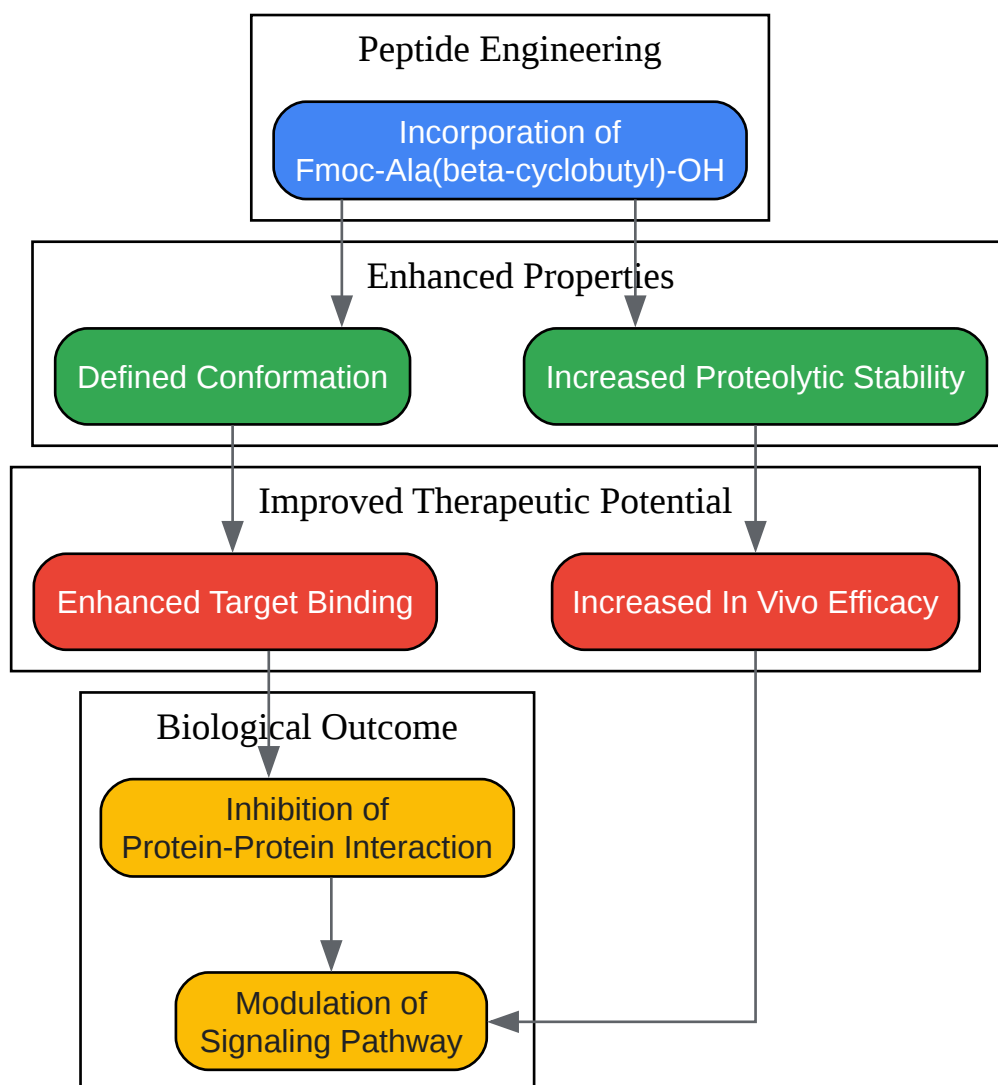 Peptide Engineering
Incorporation of
Fmoc-Ala(beta-cyclobutyl)-OH
Enhanced Properties
Defined Conformation
Increased Proteolytic Stability
Improved Therapeutic Potential
Enhanced Target Binding
Increased In Vivo Efficacy
Biological Outcome
Inhibition of
Protein-Protein Interaction
Modulation of
Signaling Pathway